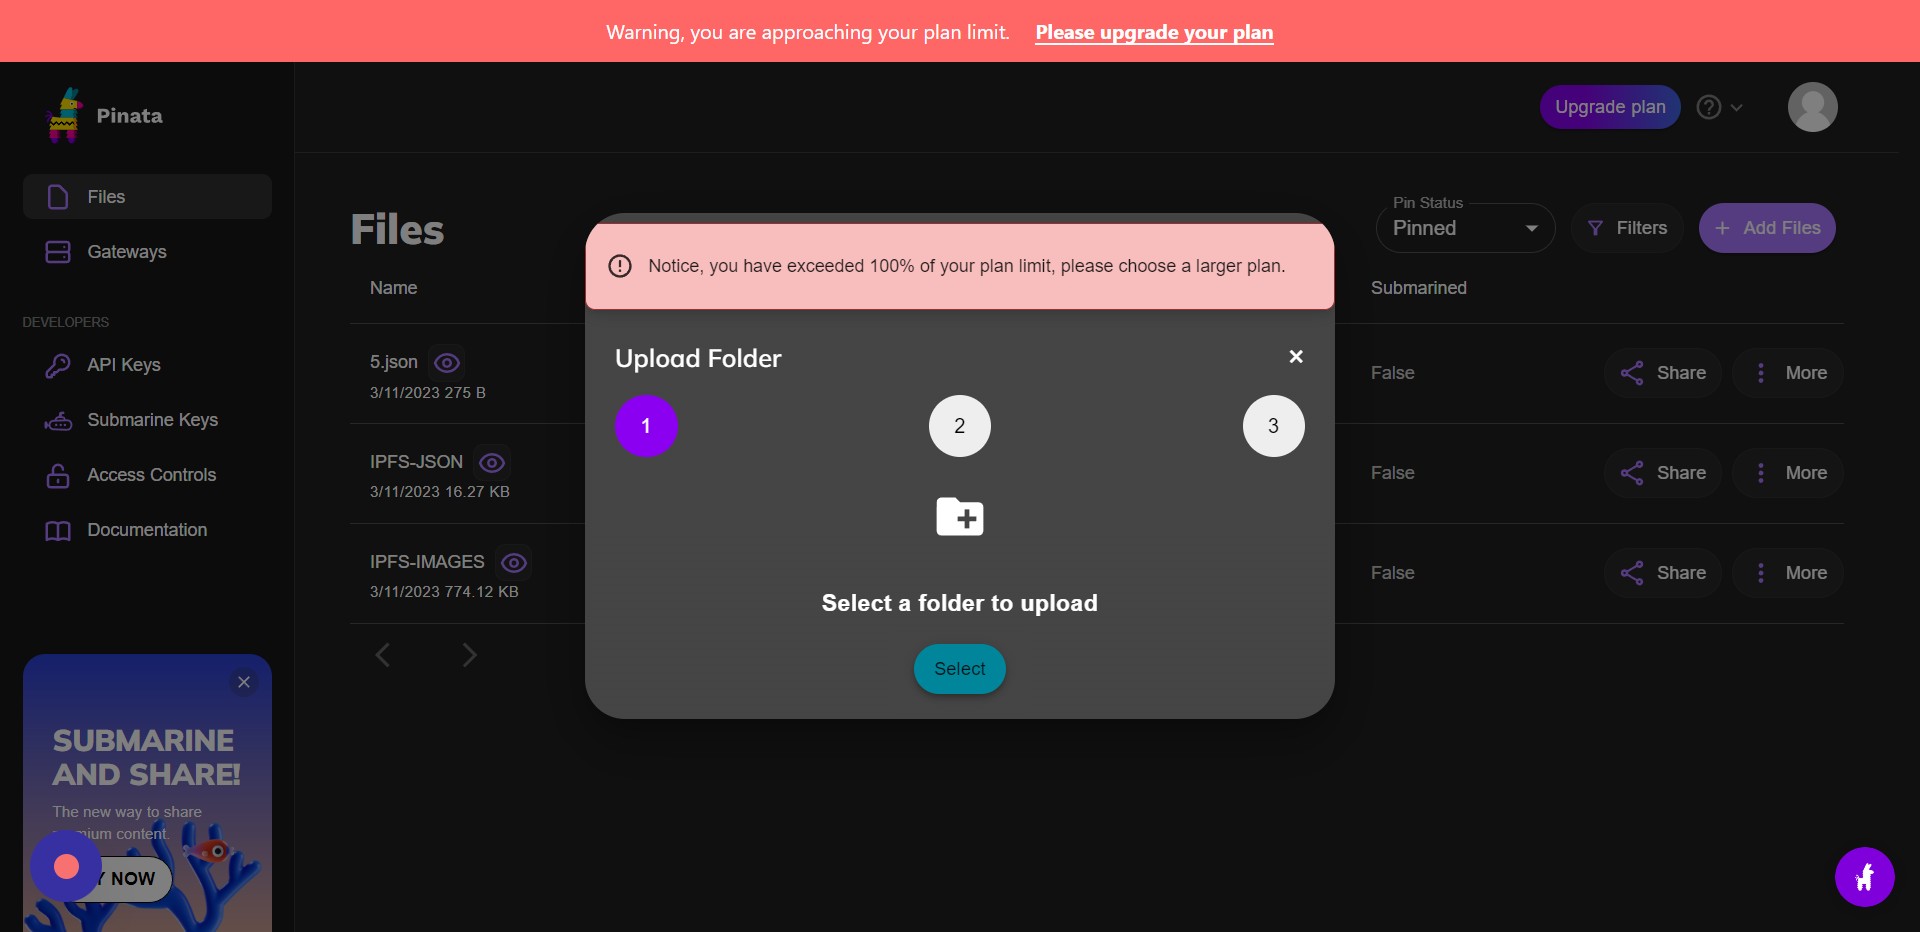 Warning, you are approaching your plan limit. Please upgrade your plan
Pinata
Upgrade plan
Files
Gateways
DEVELOPERS
API Keys
Submarine Keys
Access Controls
Documentation
SUBMARINE
AND SHARE!
The new way to share
content.
NOW
Files
Pin Status
Pinned
Filters
+ Add Files
Name
Submarined
5.json
3/11/2023 275 B
False
Share
More
IPFS-JSON
3/11/2023 16.27 KB
False
Share
More
IPFS-IMAGES
3/11/2023 774.12 KB
False
Share
More
Notice, you have exceeded 100% of your plan limit, please choose a larger plan.
Upload Folder
1
2
3
Select a folder to upload
Select